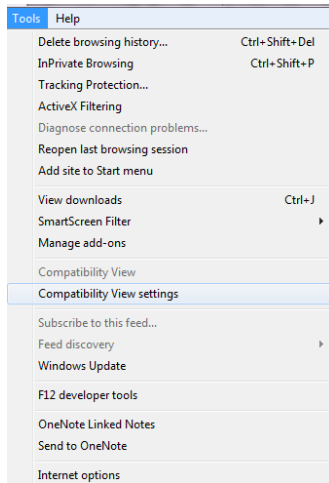 Tools Help
Delete browsing history... Ctrl+Shift+Del
InPrivate Browsing Ctrl+Shift+P
Tracking Protection...
ActiveX Filtering
Diagnose connection problems...
Reopen last browsing session
Add site to Start menu
View downloads Ctrl+J
SmartScreen Filter
Manage add-ons
Compatibility View
Compatibility View settings
Subscribe to this feed...
Feed discovery
Windows Update
F12 developer tools
OneNote Linked Notes
Send to OneNote
Internet options